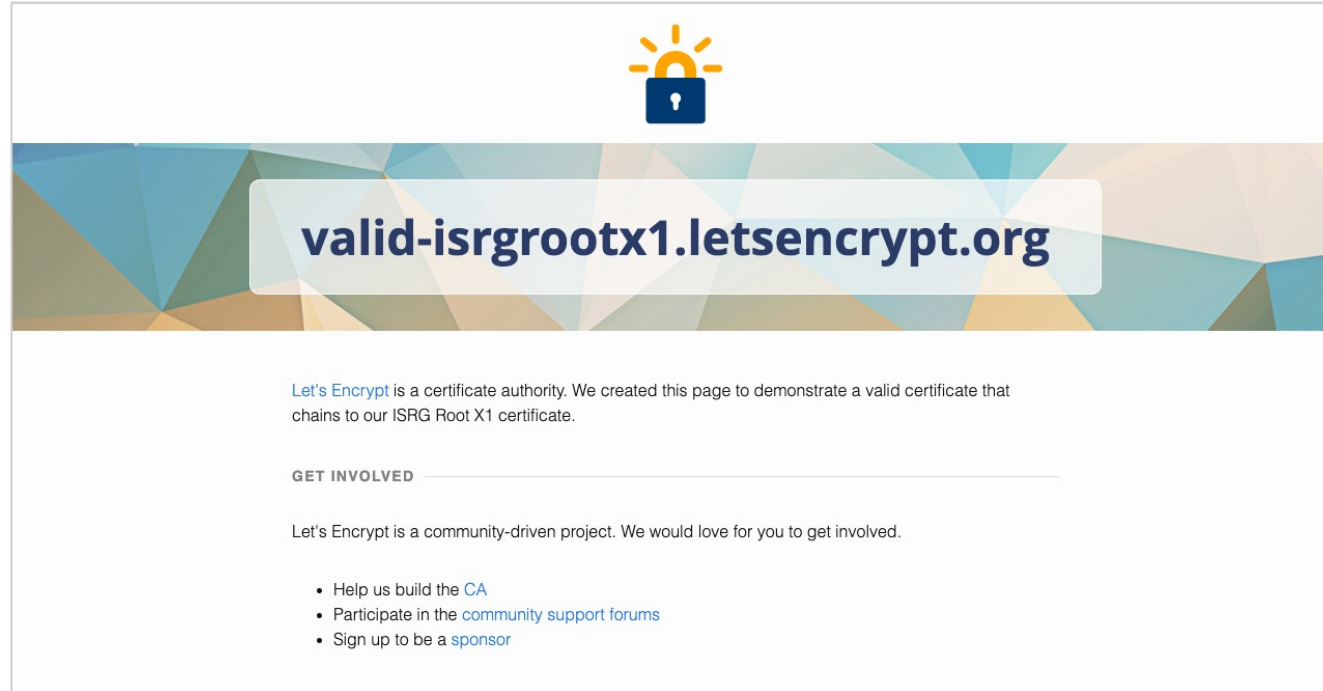 valid-isrgrootx1.letsencrypt.org
Let's Encrypt is a certificate authority. We created this page to demonstrate a valid certificate that
chains to our ISRG Root X1 certificate.
GET INVOLVED
Let's Encrypt is a community-driven project. We would love for you to get involved.
• Help us build the CA
• Participate in the community support forums
• Sign up to be a sponsor